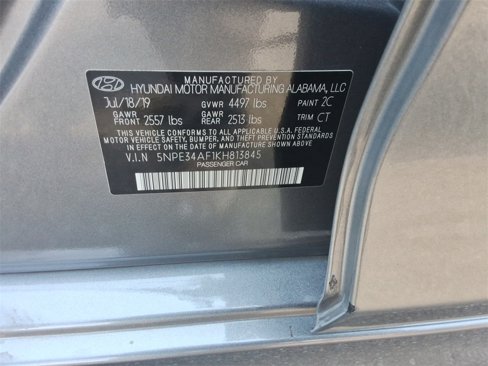 MANUFACTURED BY
HYUNDAI MOTOR MANUFACTURING ALABAMA, LLC
Jul/18/19 GVWR 4497 lbs PAINT 2C
GAWR FRONT 2557 lbs GAWR REAR 2513 lbs TRIM CT
THIS VEHICLE CONFORMS TO ALL APPLICABLE U.S.A. FEDERAL
MOTOR VEHICLE SAFETY, BUMPER, AND THEFT PREVENTION STANDARDS
IN EFFECT ON THE DATE OF MANUFACTURE SHOWN ABOVE
V.I.N 5NPE34AF1KH813845
PASSENGER CAR